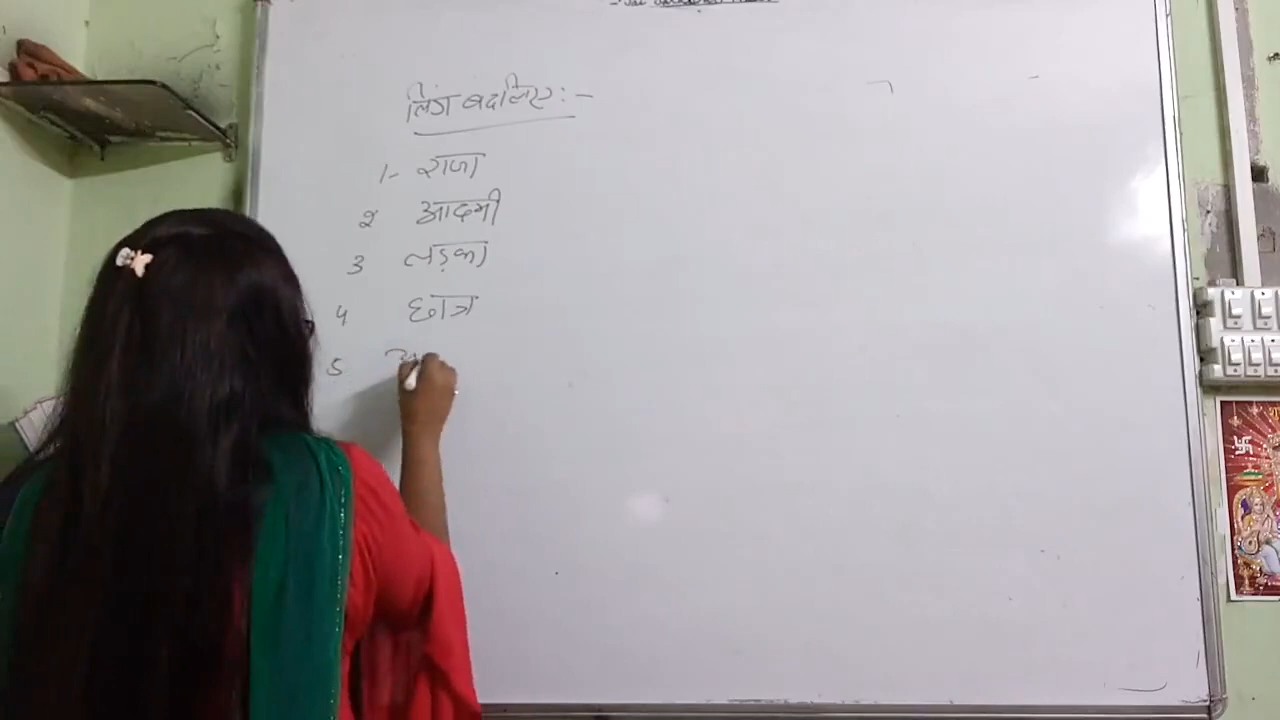 लिंग बदलिए:-
1- राजा
2 आदमी
3 लड़का
4 छात्र
5